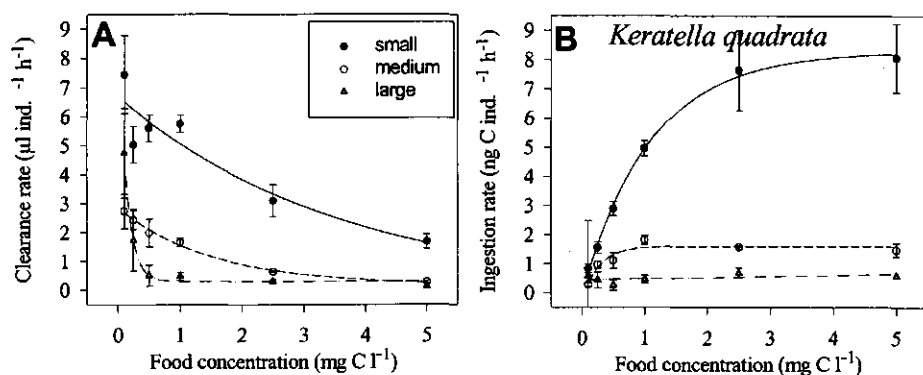 A
small
medium
large
Clearance rate (µl ind. ⁻¹ h⁻¹)
9
8
7
6
5
4
3
2
1
0
0 1 2 3 4 5
Food concentration (mg C l⁻¹)
B Keratella quadrata
Ingestion rate (ng C ind. ⁻¹ h⁻¹)
9
8
7
6
5
4
3
2
1
0
0 1 2 3 4 5
Food concentration (mg C l⁻¹)